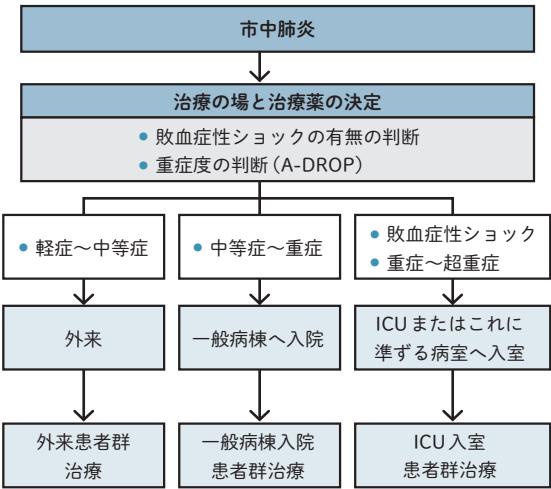 市中肺炎
治療の場と治療薬の決定
● 敗血症性ショックの有無の判断
● 重症度の判断（A-DROP）
● 軽症～中等症
● 中等症～重症
● 敗血症性ショック
● 重症～超重症
外来
一般病棟へ入院
ICUまたはこれに
準ずる病室へ入室
外来患者群
治療
一般病棟入院
患者群治療
ICU入室
患者群治療